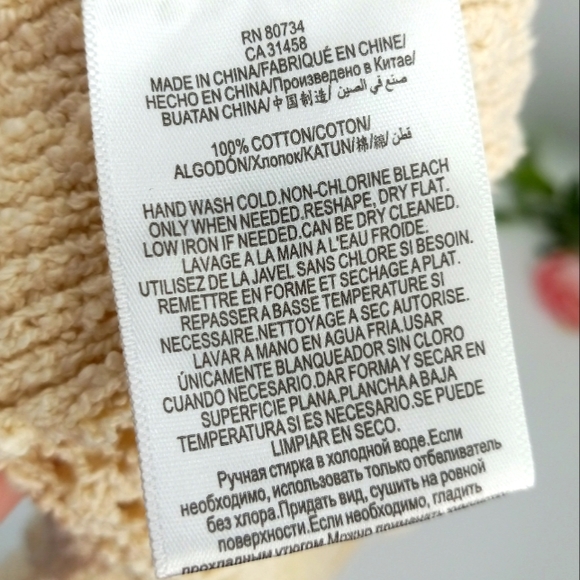 RN 80734
CA 31458
MADE IN CHINA/FABRIQUÉ EN CHINE/
HECHO EN CHINA/Произведено в Китае/
BUATAN CHINA/中国制造/ صنع في الصين
100% COTTON/COTON/
ALGODÓN/Хлопок/KATUN/棉/綿/ قطن
HAND WASH COLD.NON-CHLORINE BLEACH
ONLY WHEN NEEDED.RESHAPE, DRY FLAT.
LOW IRON IF NEEDED.CAN BE DRY CLEANED.
LAVAGE A LA MAIN A L'EAU FROIDE.
UTILISEZ DE LA JAVEL SANS CHLORE SI BESOIN.
REMETTRE EN FORME ET SECHAGE A PLAT.
REPASSER A BASSE TEMPERATURE SI
NECESSAIRE.NETTOYAGE A SEC AUTORISE.
LAVAR A MANO EN AGUA FRIA.USAR
ÚNICAMENTE BLANQUEADOR SIN CLORO
CUANDO NECESARIO.DAR FORMA Y SECAR EN
SUPERFICIE PLANA.PLANCHA A BAJA
TEMPERATURA SI ES NECESARIO.SE PUEDE
LIMPIAR EN SECO.
Ручная стирка в холодной воде.Если
необходимо, использовать только отбеливатель
без хлора.Придать вид, сушить на ровной
поверхности.Если необходимо, гладить
прохладным утюгом.Можно